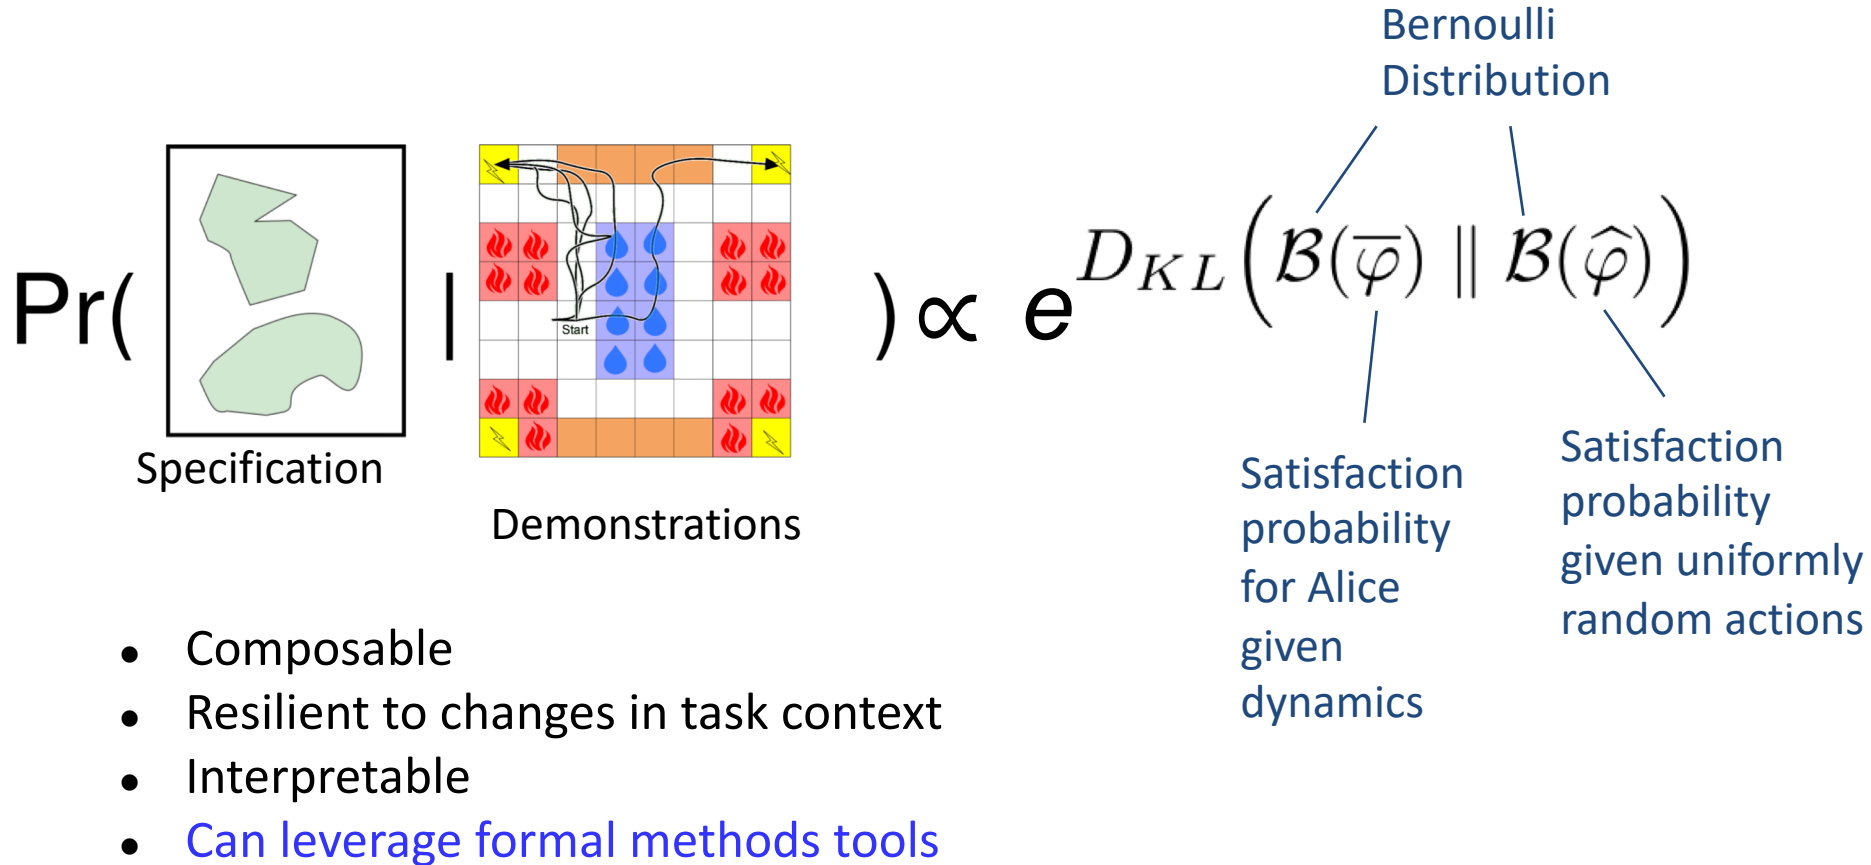 Bernoulli
Distribution
Pr( | ) ∝ e^{D_{KL}(ℬ(φ̅) ∥ ℬ(φ̂))}
Start
Specification
Demonstrations
Satisfaction
probability
for Alice
given
dynamics
Satisfaction
probability
given uniformly
random actions
• Composable
• Resilient to changes in task context
• Interpretable
• Can leverage formal methods tools